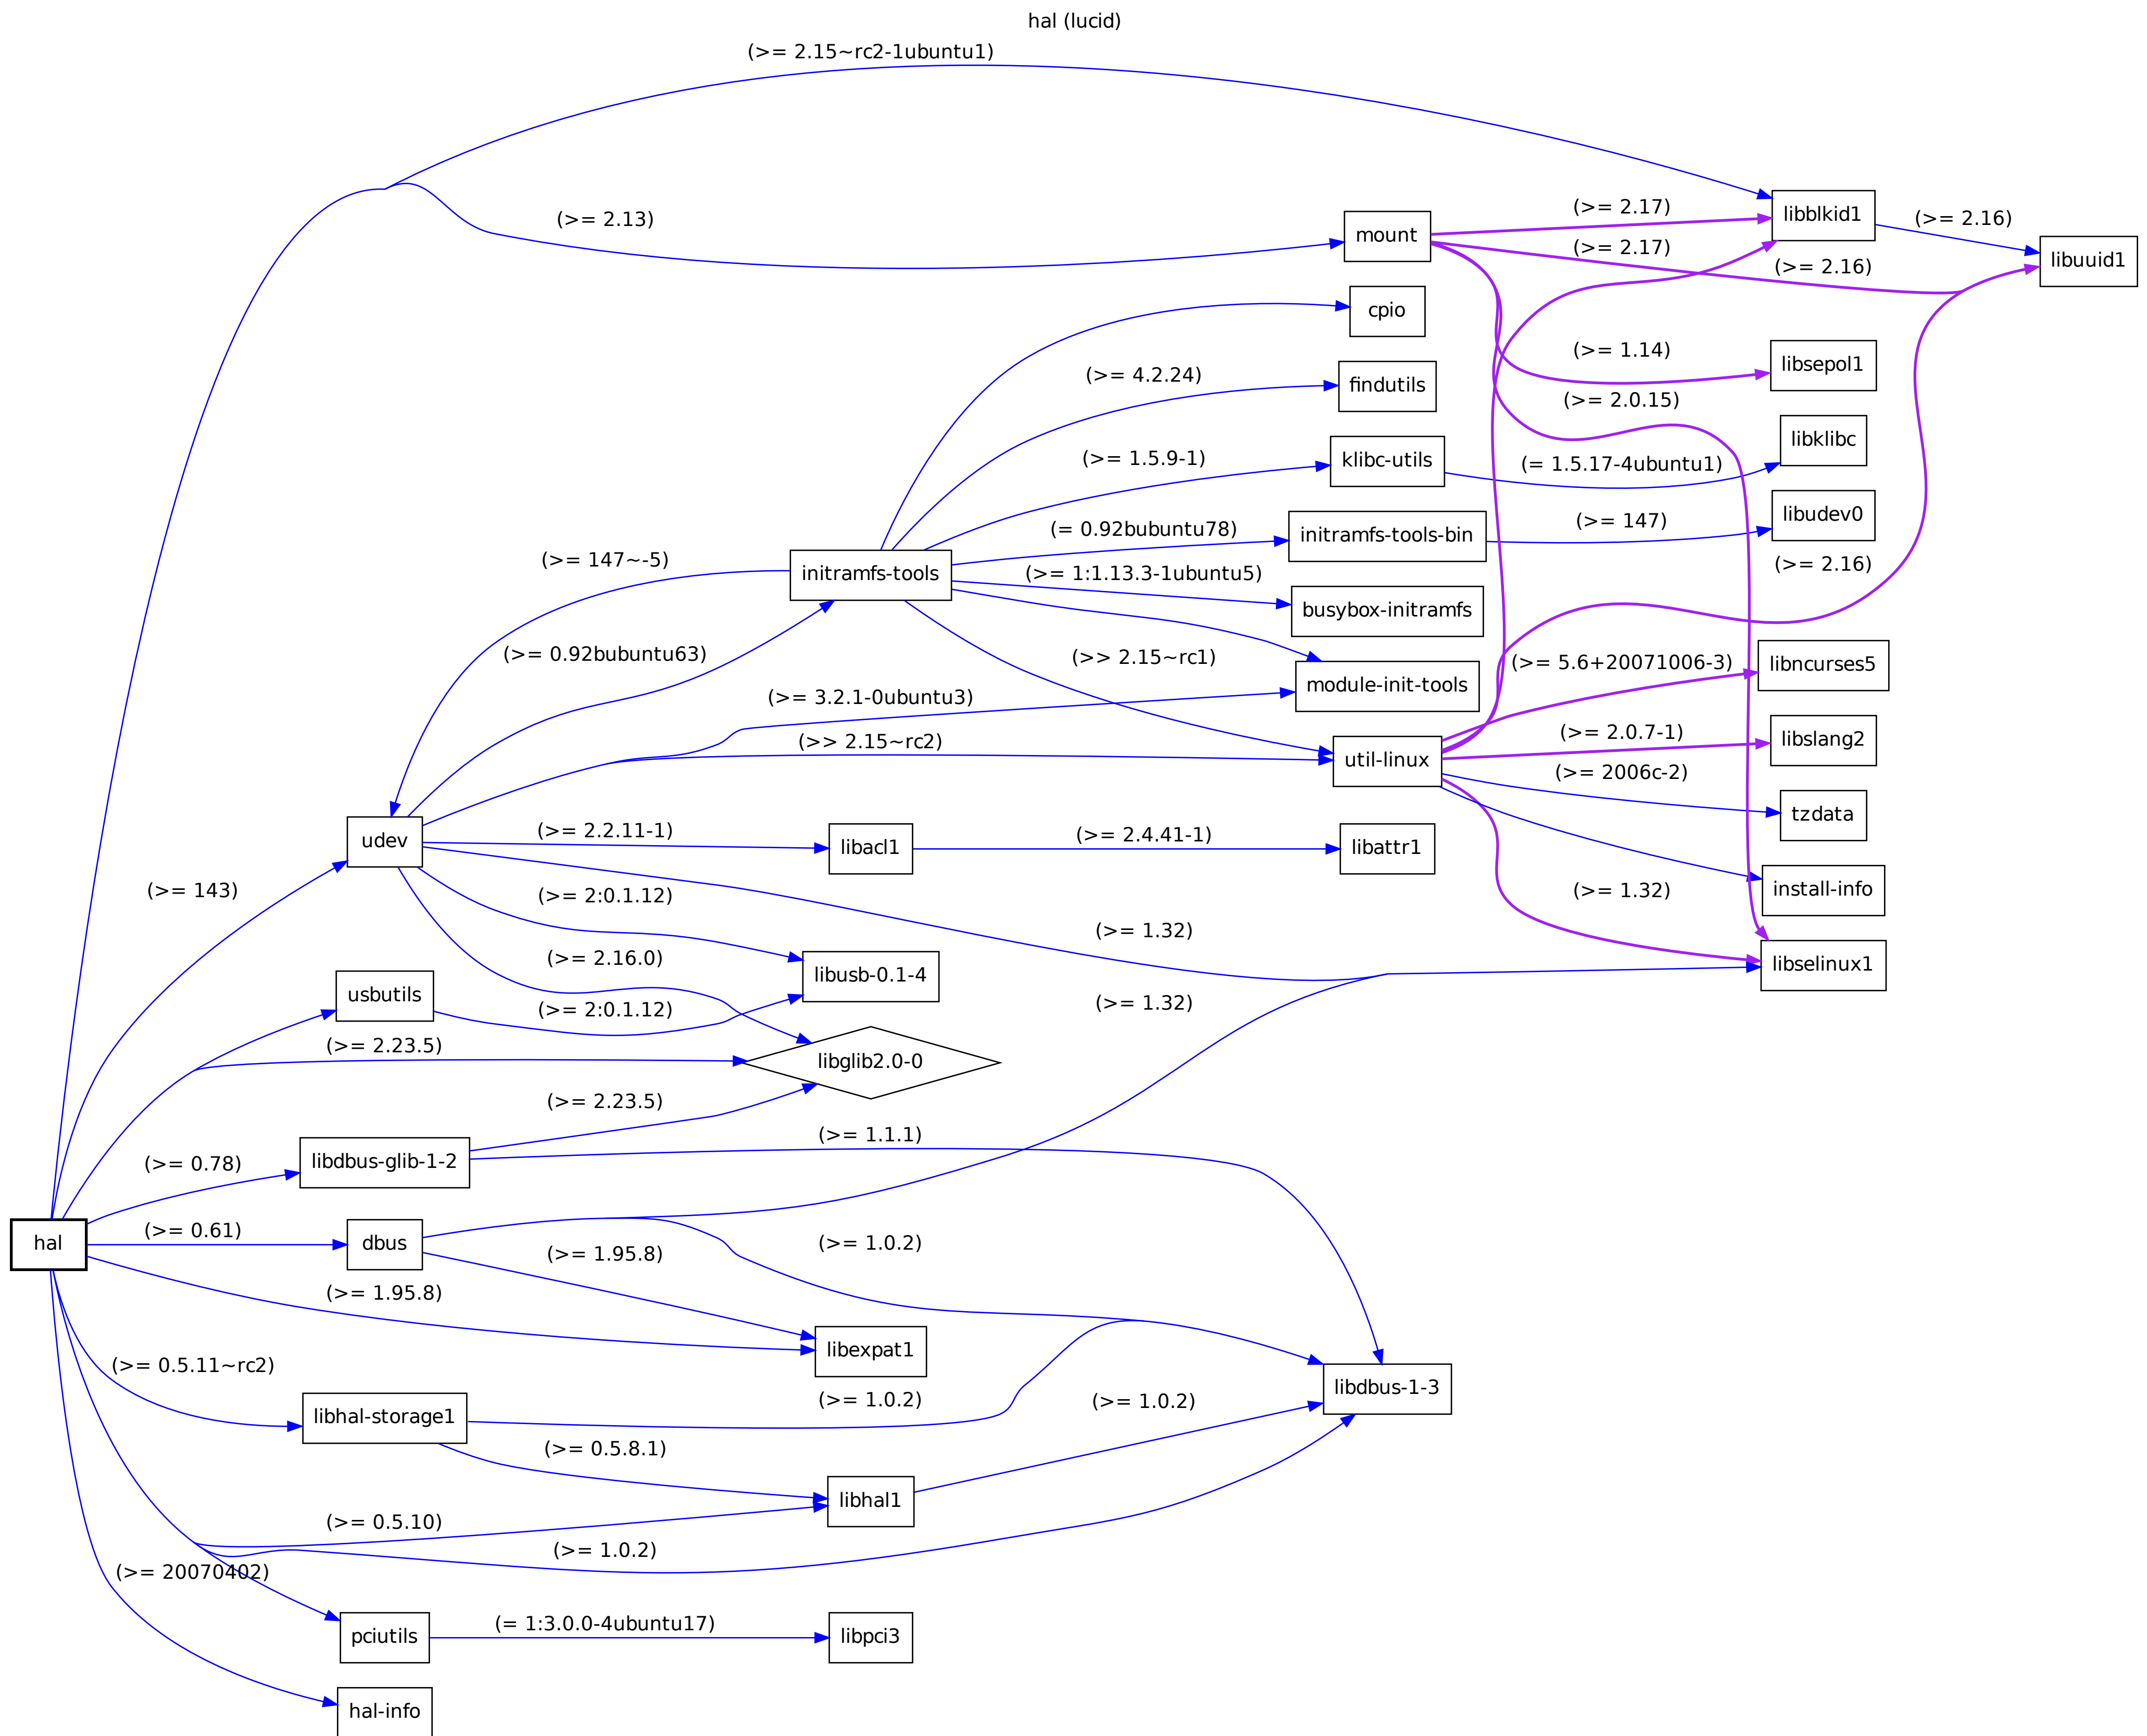 hal (lucid)
(>= 2.15~rc2-1ubuntu1)
(>= 2.13)
mount
(>= 2.17)
libblkid1
(>= 2.16)
(>= 2.17)
(>= 2.16)
libuuid1
cpio
(>= 1.14)
libsepol1
(>= 4.2.24)
findutils
(>= 2.0.15)
libklibc
(>= 1.5.9-1)
klibc-utils
(= 1.5.17-4ubuntu1)
libudev0
(= 0.92bubuntu78)
initramfs-tools-bin
(>= 147)
(>= 147~-5)
initramfs-tools
(>= 1:1.13.3-1ubuntu5)
(>= 2.16)
busybox-initramfs
(>= 0.92bubuntu63)
(>> 2.15~rc1)
(>= 5.6+20071006-3)
libncurses5
module-init-tools
(>= 3.2.1-0ubuntu3)
(>> 2.15~rc2)
util-linux
(>= 2.0.7-1)
libslang2
(>= 2006c-2)
tzdata
udev
(>= 2.2.11-1)
libacl1
(>= 2.4.41-1)
libattr1
(>= 143)
(>= 2:0.1.12)
(>= 1.32)
install-info
(>= 1.32)
(>= 2.16.0)
libusb-0.1-4
libselinux1
usbutils
(>= 2:0.1.12)
(>= 1.32)
(>= 2.23.5)
libglib2.0-0
(>= 2.23.5)
(>= 1.1.1)
(>= 0.78)
libdbus-glib-1-2
hal
(>= 0.61)
dbus
(>= 1.0.2)
(>= 1.95.8)
(>= 1.95.8)
libexpat1
(>= 0.5.11~rc2)
libdbus-1-3
(>= 1.0.2)
(>= 1.0.2)
libhal-storage1
(>= 0.5.8.1)
libhal1
(>= 0.5.10)
(>= 1.0.2)
(>= 20070402)
pciutils
(= 1:3.0.0-4ubuntu17)
libpci3
hal-info